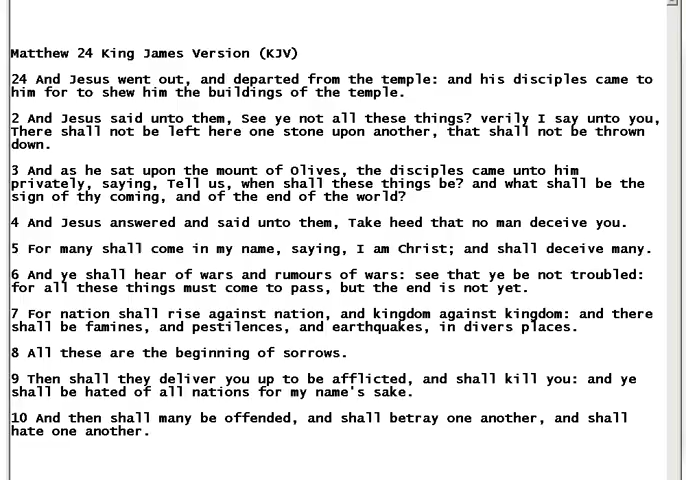 Matthew 24 King James Version (KJV)
24 And Jesus went out, and departed from the temple: and his disciples came to
him for to shew him the buildings of the temple.
2 And Jesus said unto them, See ye not all these things? verily I say unto you,
There shall not be left here one stone upon another, that shall not be thrown
down.
3 And as he sat upon the mount of Olives, the disciples came unto him
privately, saying, Tell us, when shall these things be? and what shall be the
sign of thy coming, and of the end of the world?
4 And Jesus answered and said unto them, Take heed that no man deceive you.
5 For many shall come in my name, saying, I am Christ; and shall deceive many.
6 And ye shall hear of wars and rumours of wars: see that ye be not troubled:
for all these things must come to pass, but the end is not yet.
7 For nation shall rise against nation, and kingdom against kingdom: and there
shall be famines, and pestilences, and earthquakes, in divers places.
8 All these are the beginning of sorrows.
9 Then shall they deliver you up to be afflicted, and shall kill you: and ye
shall be hated of all nations for my name's sake.
10 And then shall many be offended, and shall betray one another, and shall
hate one another.